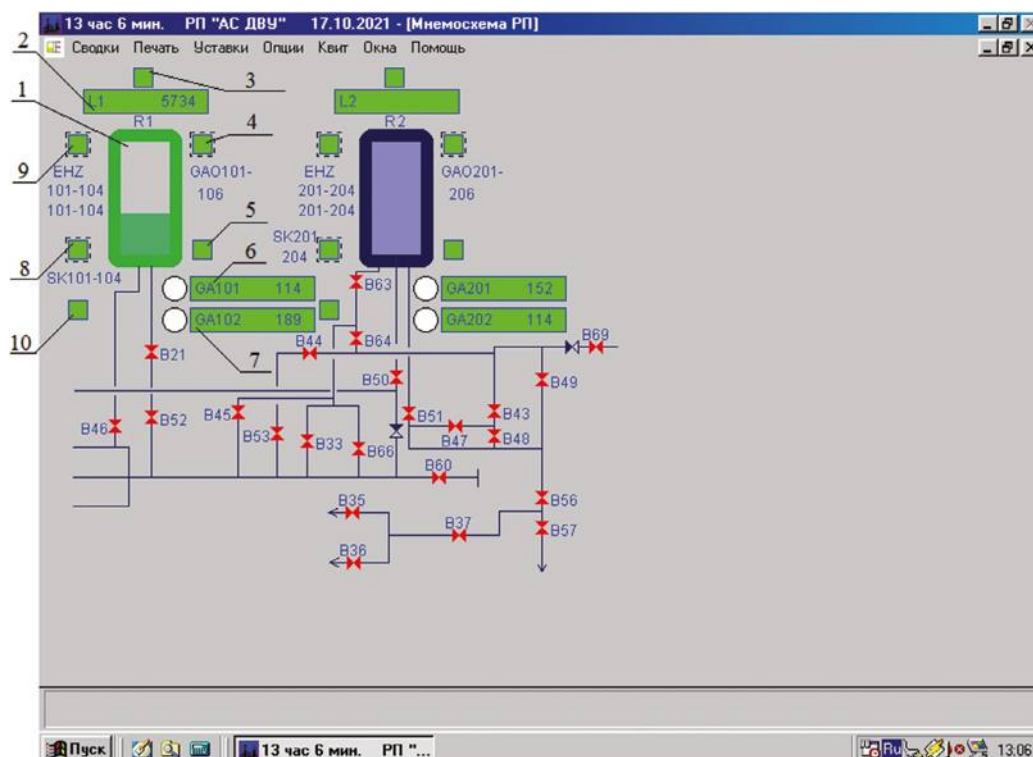 13 час 6 мин. РП "АС ДВУ" 17.10.2021 - [Мнемосхема РП]
Сводки Печать Уставки Опции Квит Окна Помощь
2
3
L1 5734
L2
1
R1
R2
4
9
EHZ
101-104
101-104
GAO101-
106
EHZ
201-204
201-204
GAO201-
206
5
SK201
204
8
6
SK101-104
GA101 114
B63
GA201 152
10
GA102 189
GA202 114
7
B44
B64
B69
B21
B50
B49
B46
B52
B45
B53
B33
B66
B51
B47
B43
B48
B60
B35
B56
B37
B57
B36
Пуск
13 час 6 мин. РП "...
Ru
13:06